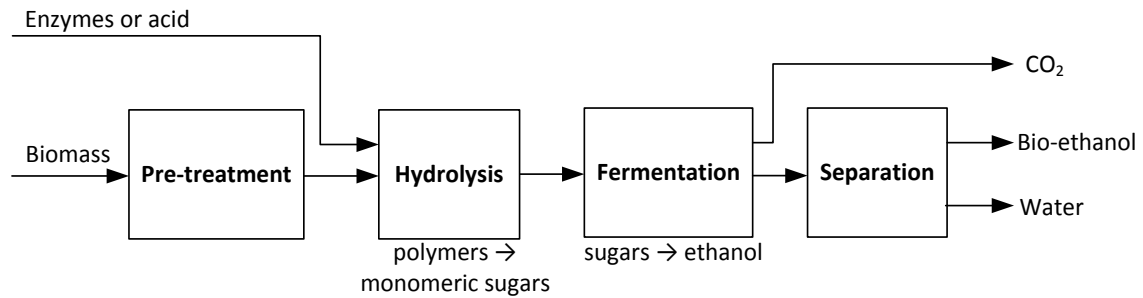 Enzymes or acid
CO₂
Biomass
Pre-treatment
Hydrolysis
Fermentation
Separation
Bio-ethanol
Water
polymers →
monomeric sugars
sugars → ethanol